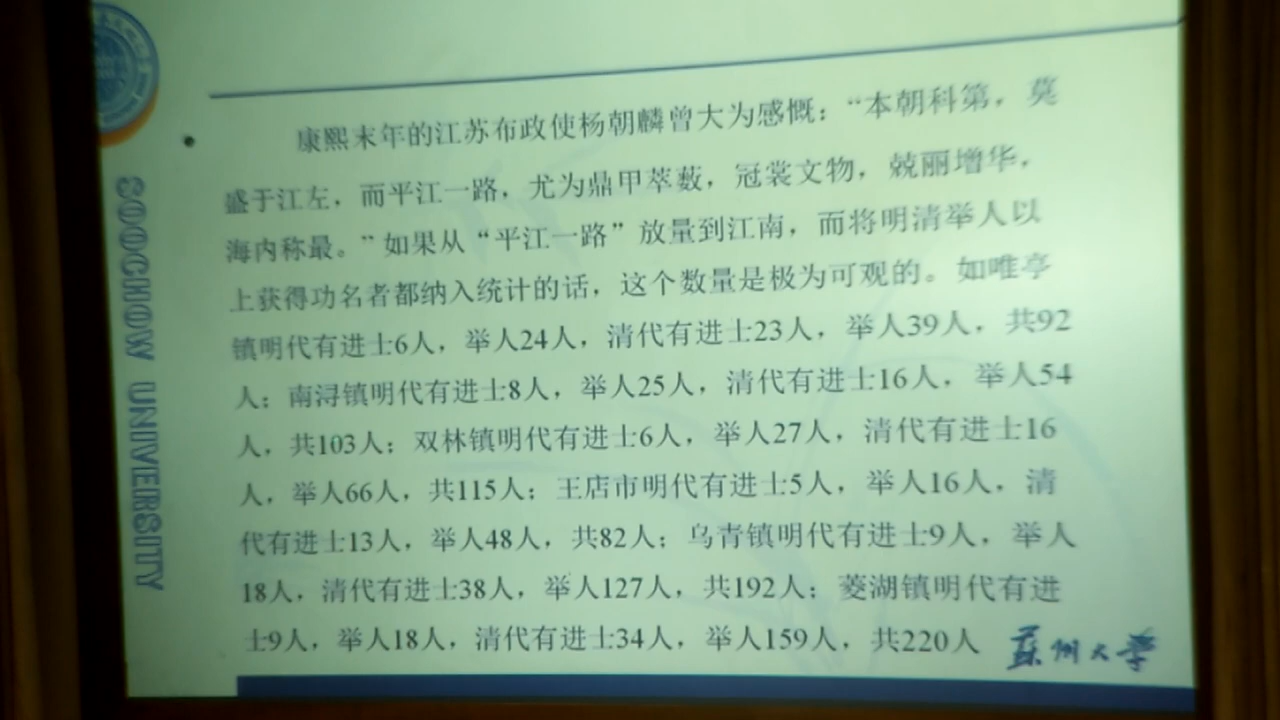 康熙末年的江苏布政使杨朝麟曾大为感慨：“本朝科第，莫
盛于江左，而平江一路，尤为鼎甲萃薮，冠裳文物，兢丽增华，
海内称最。”如果从“平江一路”放量到江南，而将明清举人以
上获得功名者都纳入统计的话，这个数量是极为可观的。如唯亭
镇明代有进士6人，举人24人，清代有进士23人，举人39人，共92
人；南浔镇明代有进士8人，举人25人，清代有进士16人，举人54
人，共103人；双林镇明代有进士6人，举人27人，清代有进士16
人，举人66人，共115人；王店市明代有进士5人，举人16人，清
代有进士13人，举人48人，共82人；乌青镇明代有进士9人，举人
18人，清代有进士38人，举人127人，共192人；菱湖镇明代有进
士9人，举人18人，清代有进士34人，举人159人，共220人
SOOCHOW UNIVERSITY
蘇州大学